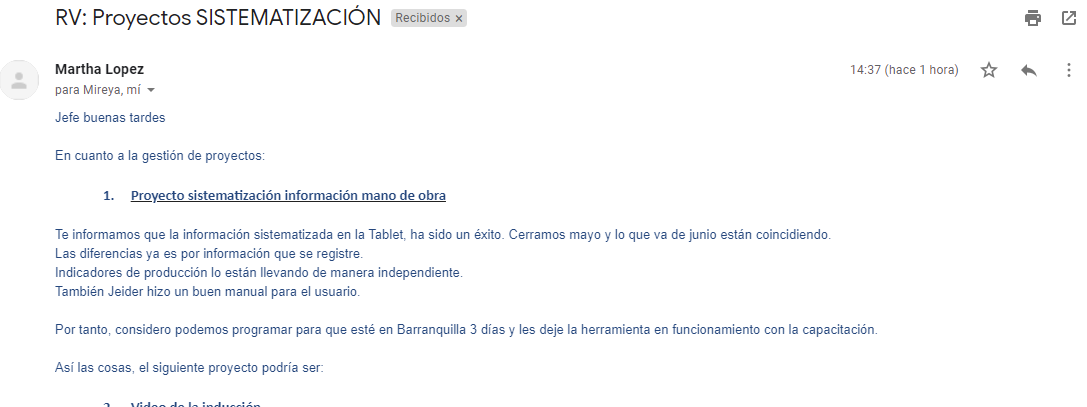 RV: Proyectos SISTEMATIZACIÓN Recibidos ×
Martha Lopez 14:37 (hace 1 hora)
para Mireya, mí
Jefe buenas tardes
En cuanto a la gestión de proyectos:
1. Proyecto sistematización información mano de obra
Te informamos que la información sistematizada en la Tablet, ha sido un éxito. Cerramos mayo y lo que va de junio están coincidiendo.
Las diferencias ya es por información que se registre.
Indicadores de producción lo están llevando de manera independiente.
También Jeider hizo un buen manual para el usuario.
Por tanto, considero podemos programar para que esté en Barranquilla 3 días y les deje la herramienta en funcionamiento con la capacitación.
Así las cosas, el siguiente proyecto podría ser:
2. Video de la inducción